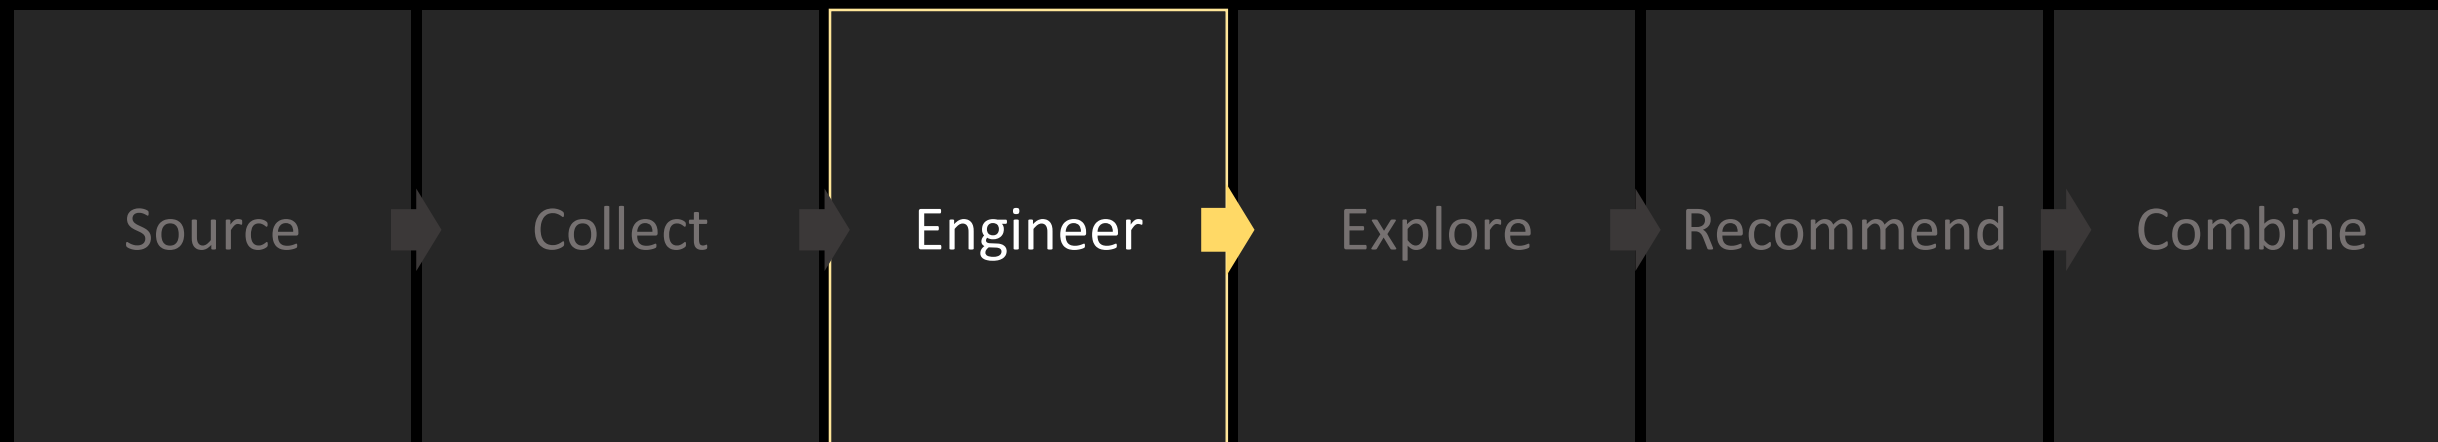 Source
Collect
Engineer
Explore
Recommend
Combine